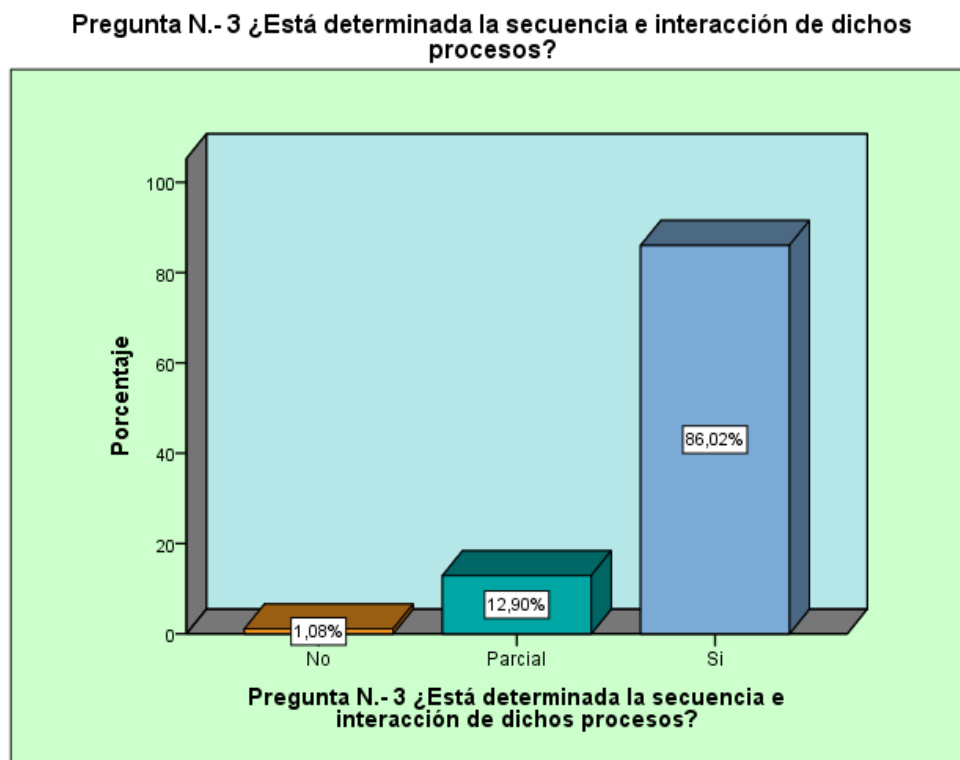 Pregunta N.- 3 ¿Está determinada la secuencia e interacción de dichos
procesos?
100
80
60
40
20
0
Porcentaje
1,08%
12,90%
86,02%
No
Parcial
Si
Pregunta N.- 3 ¿Está determinada la secuencia e
interacción de dichos procesos?